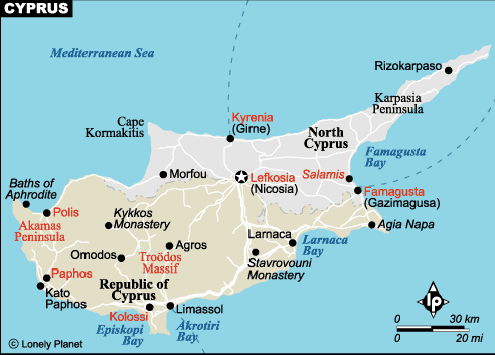 CYPRUS
Mediterranean Sea
Rizokarpaso
Karpasia
Peninsula
Cape
Kormakitis
Kyrenia
(Girne)
North
Cyprus
Famagusta
Bay
Morfou
Lefkosia
(Nicosia)
Salamis
Famagusta
(Gazimagusa)
Baths of
Aphrodite
Polis
Akamas
Peninsula
Kykkos
Monastery
Agia Napa
Larnaca
Larnaca
Bay
Omodos
Agros
Troödos
Massif
Stavrovouni
Monastery
Paphos
Kato
Paphos
Republic of
Cyprus
Kolossi
Limassol
Episkopi
Bay
Akrotiri
Bay
lp
0 30 km
0 20 mi
© Lonely Planet